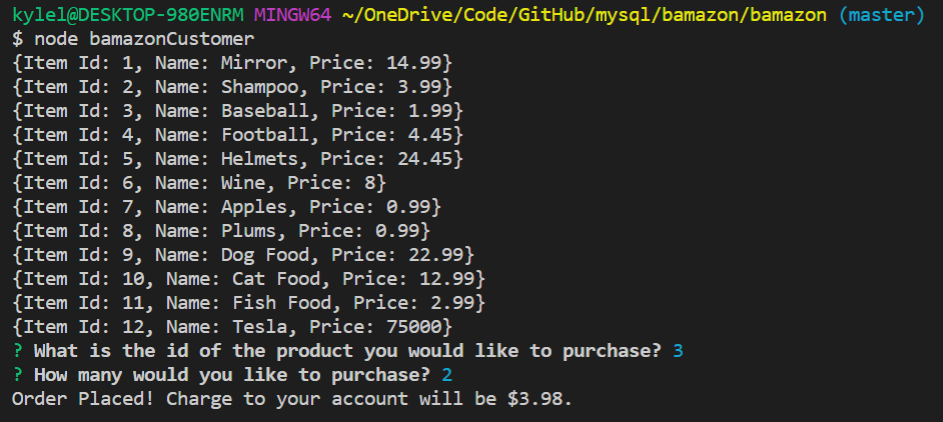 kylel@DESKTOP-980ENRM MINGW64 ~/OneDrive/Code/GitHub/mysql/bamazon/bamazon (master)
$ node bamazonCustomer
{Item Id: 1, Name: Mirror, Price: 14.99}
{Item Id: 2, Name: Shampoo, Price: 3.99}
{Item Id: 3, Name: Baseball, Price: 1.99}
{Item Id: 4, Name: Football, Price: 4.45}
{Item Id: 5, Name: Helmets, Price: 24.45}
{Item Id: 6, Name: Wine, Price: 8}
{Item Id: 7, Name: Apples, Price: 0.99}
{Item Id: 8, Name: Plums, Price: 0.99}
{Item Id: 9, Name: Dog Food, Price: 22.99}
{Item Id: 10, Name: Cat Food, Price: 12.99}
{Item Id: 11, Name: Fish Food, Price: 2.99}
{Item Id: 12, Name: Tesla, Price: 75000}
? What is the id of the product you would like to purchase? 3
? How many would you like to purchase? 2
Order Placed! Charge to your account will be $3.98.